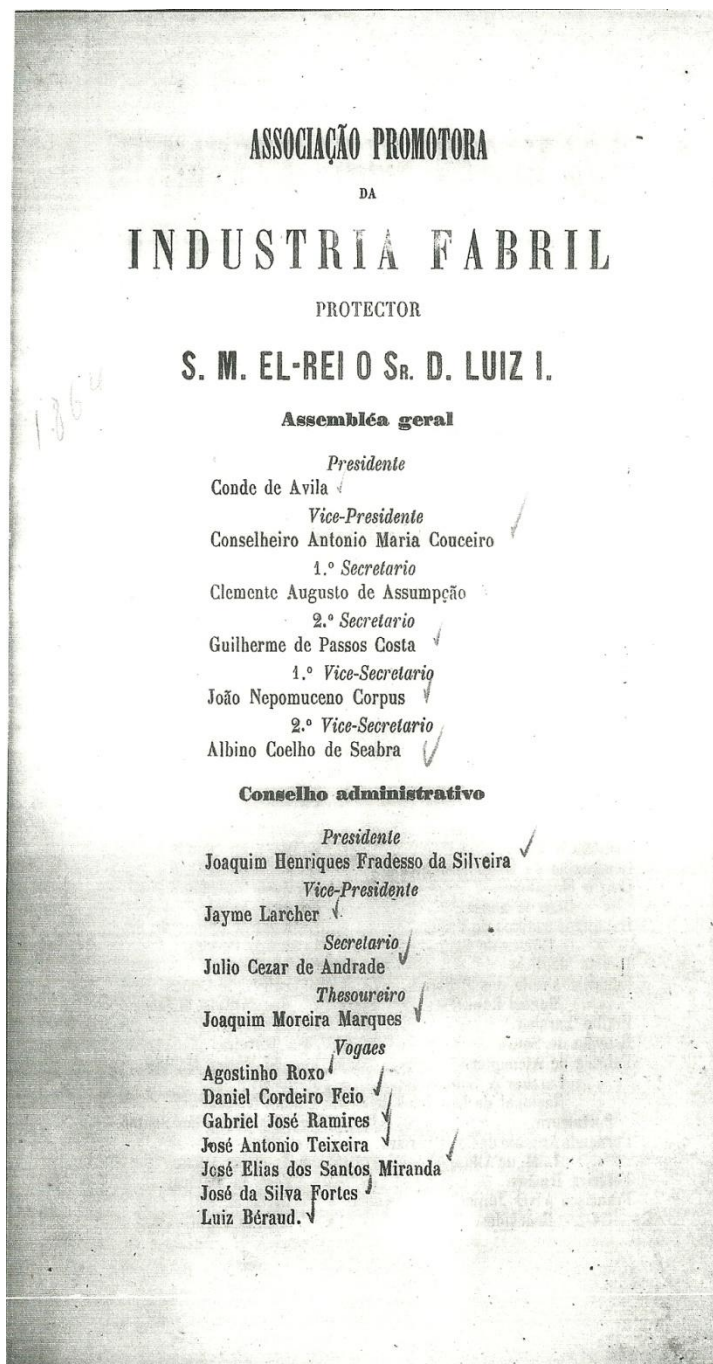 ASSOCIAÇÃO PROMOTORA
DA
INDUSTRIA FABRIL
PROTECTOR
S. M. EL-REI O SR. D. LUIZ I.
1864
Assembléa geral
Presidente
Conde de Avila
Vice-Presidente
Conselheiro Antonio Maria Couceiro
1.º Secretario
Clemente Augusto de Assumpção
2.º Secretario
Guilherme de Passos Costa
1.º Vice-Secretario
João Nepomuceno Corpus
2.º Vice-Secretario
Albino Coelho de Seabra
Conselho administrativo
Presidente
Joaquim Henriques Fradesso da Silveira
Vice-Presidente
Jayme Larcher
Secretario
Julio Cezar de Andrade
Thesoureiro
Joaquim Moreira Marques
Vogaes
Agostinho Roxo
Daniel Cordeiro Feio
Gabriel José Ramires
José Antonio Teixeira
José Elias dos Santos Miranda
José da Silva Fortes
Luiz Béraud.